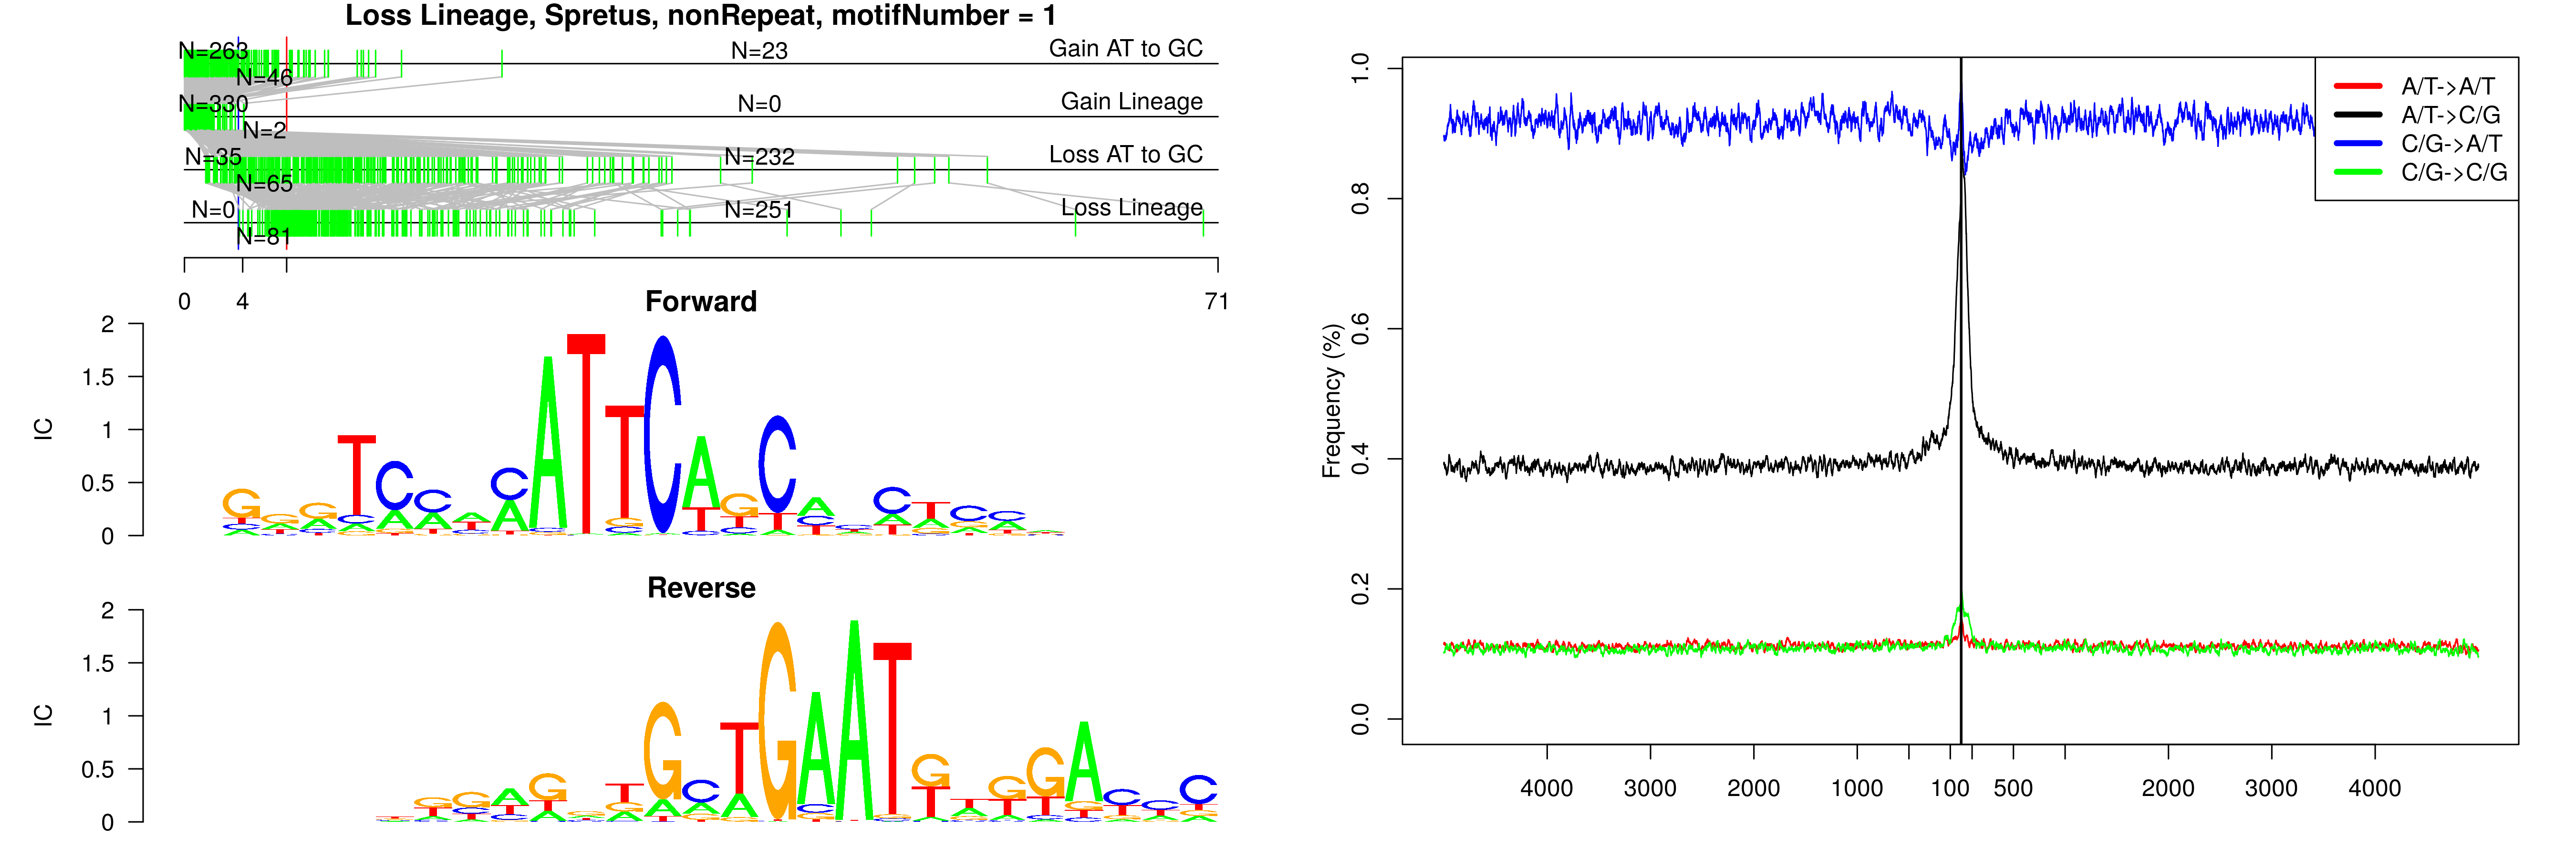 Loss Lineage, Spretus, nonRepeat, motifNumber = 1
N=263 N=23 Gain AT to GC
N=46
N=330 N=0 Gain Lineage
N=2
N=35 N=232 Loss AT to GC
N=65
N=0 N=251 Loss Lineage
N=81
0 4 71
Forward
IC
2
1.5
1
0.5
0
Reverse
IC
2
1.5
1
0.5
0
A/T->A/T
A/T->C/G
C/G->A/T
C/G->C/G
Frequency (%)
1.0
0.8
0.6
0.4
0.2
0.0
4000 3000 2000 1000 100 500 2000 3000 4000